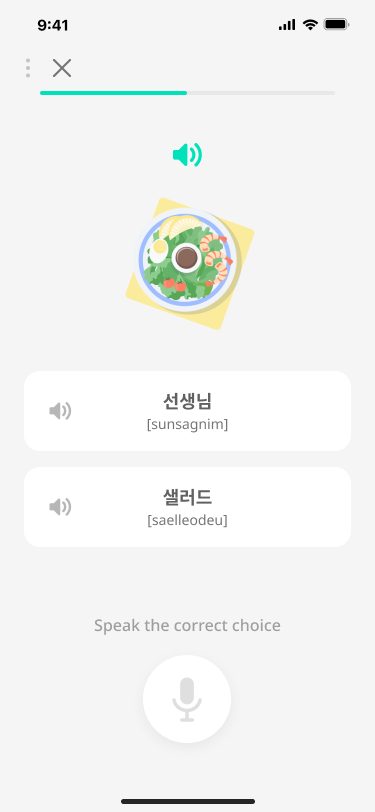 9:41
선생님
[sunsagnim]
샐러드
[saelleodeu]
Speak the correct choice